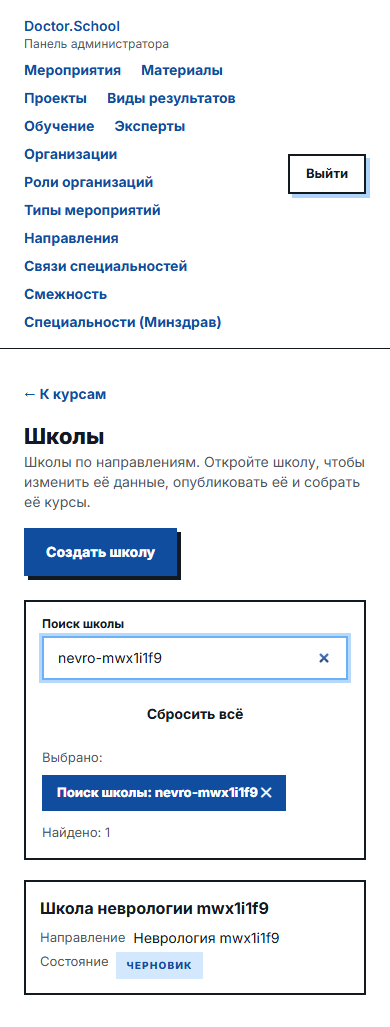 Doctor.School
Панель администратора
Мероприятия Материалы
Проекты Виды результатов
Обучение Эксперты
Организации
Роли организаций
Типы мероприятий
Направления
Связи специальностей
Смежность
Специальности (Минздрав)
Выйти
← К курсам
Школы
Школы по направлениям. Откройте школу, чтобы
изменить её данные, опубликовать её и собрать
её курсы.
Создать школу
Поиск школы
nevro-mwx1i1f9 ✕
Сбросить всё
Выбрано:
Поиск школы: nevro-mwx1i1f9 ✕
Найдено: 1
Школа неврологии mwx1i1f9
Направление Неврология mwx1i1f9
Состояние ЧЕРНОВИК